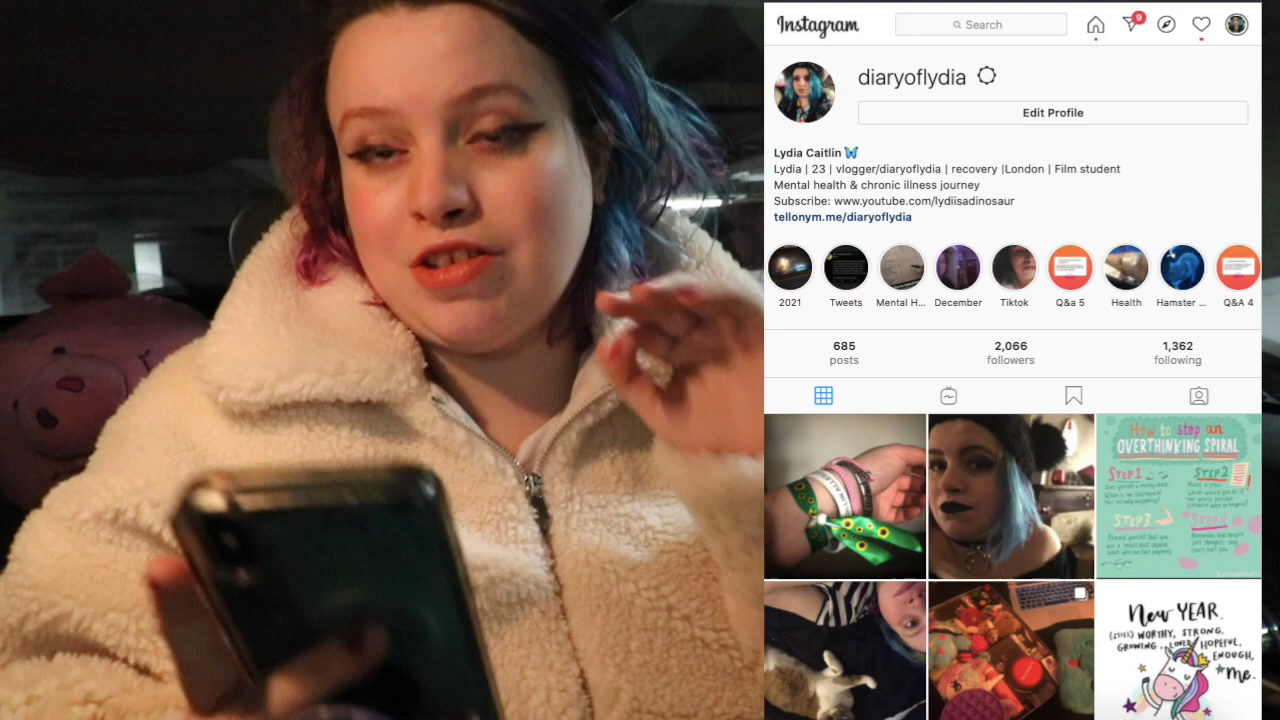 Instagram
Search
9
diaryoflydia
Edit Profile
Lydia Caitlin 🦋
Lydia | 23 | vlogger/diaryoflydia | recovery |London | Film student
Mental health & chronic illness journey
Subscribe: www.youtube.com/lydiisadinosaur
tellonym.me/diaryoflydia
2021
Tweets
Mental H...
December
Tiktok
Q&a 5
Health
Hamster ...
Q&A 4
685
posts
2,066
followers
1,362
following
How to stop an
OVERTHINKING SPIRAL
STEP 1
STEP 2
STEP 3
STEP 4
New YEAR.
(STILL) WORTHY, STRONG,
GROWING, LOVED, HOPEFUL,
ENOUGH,
me.